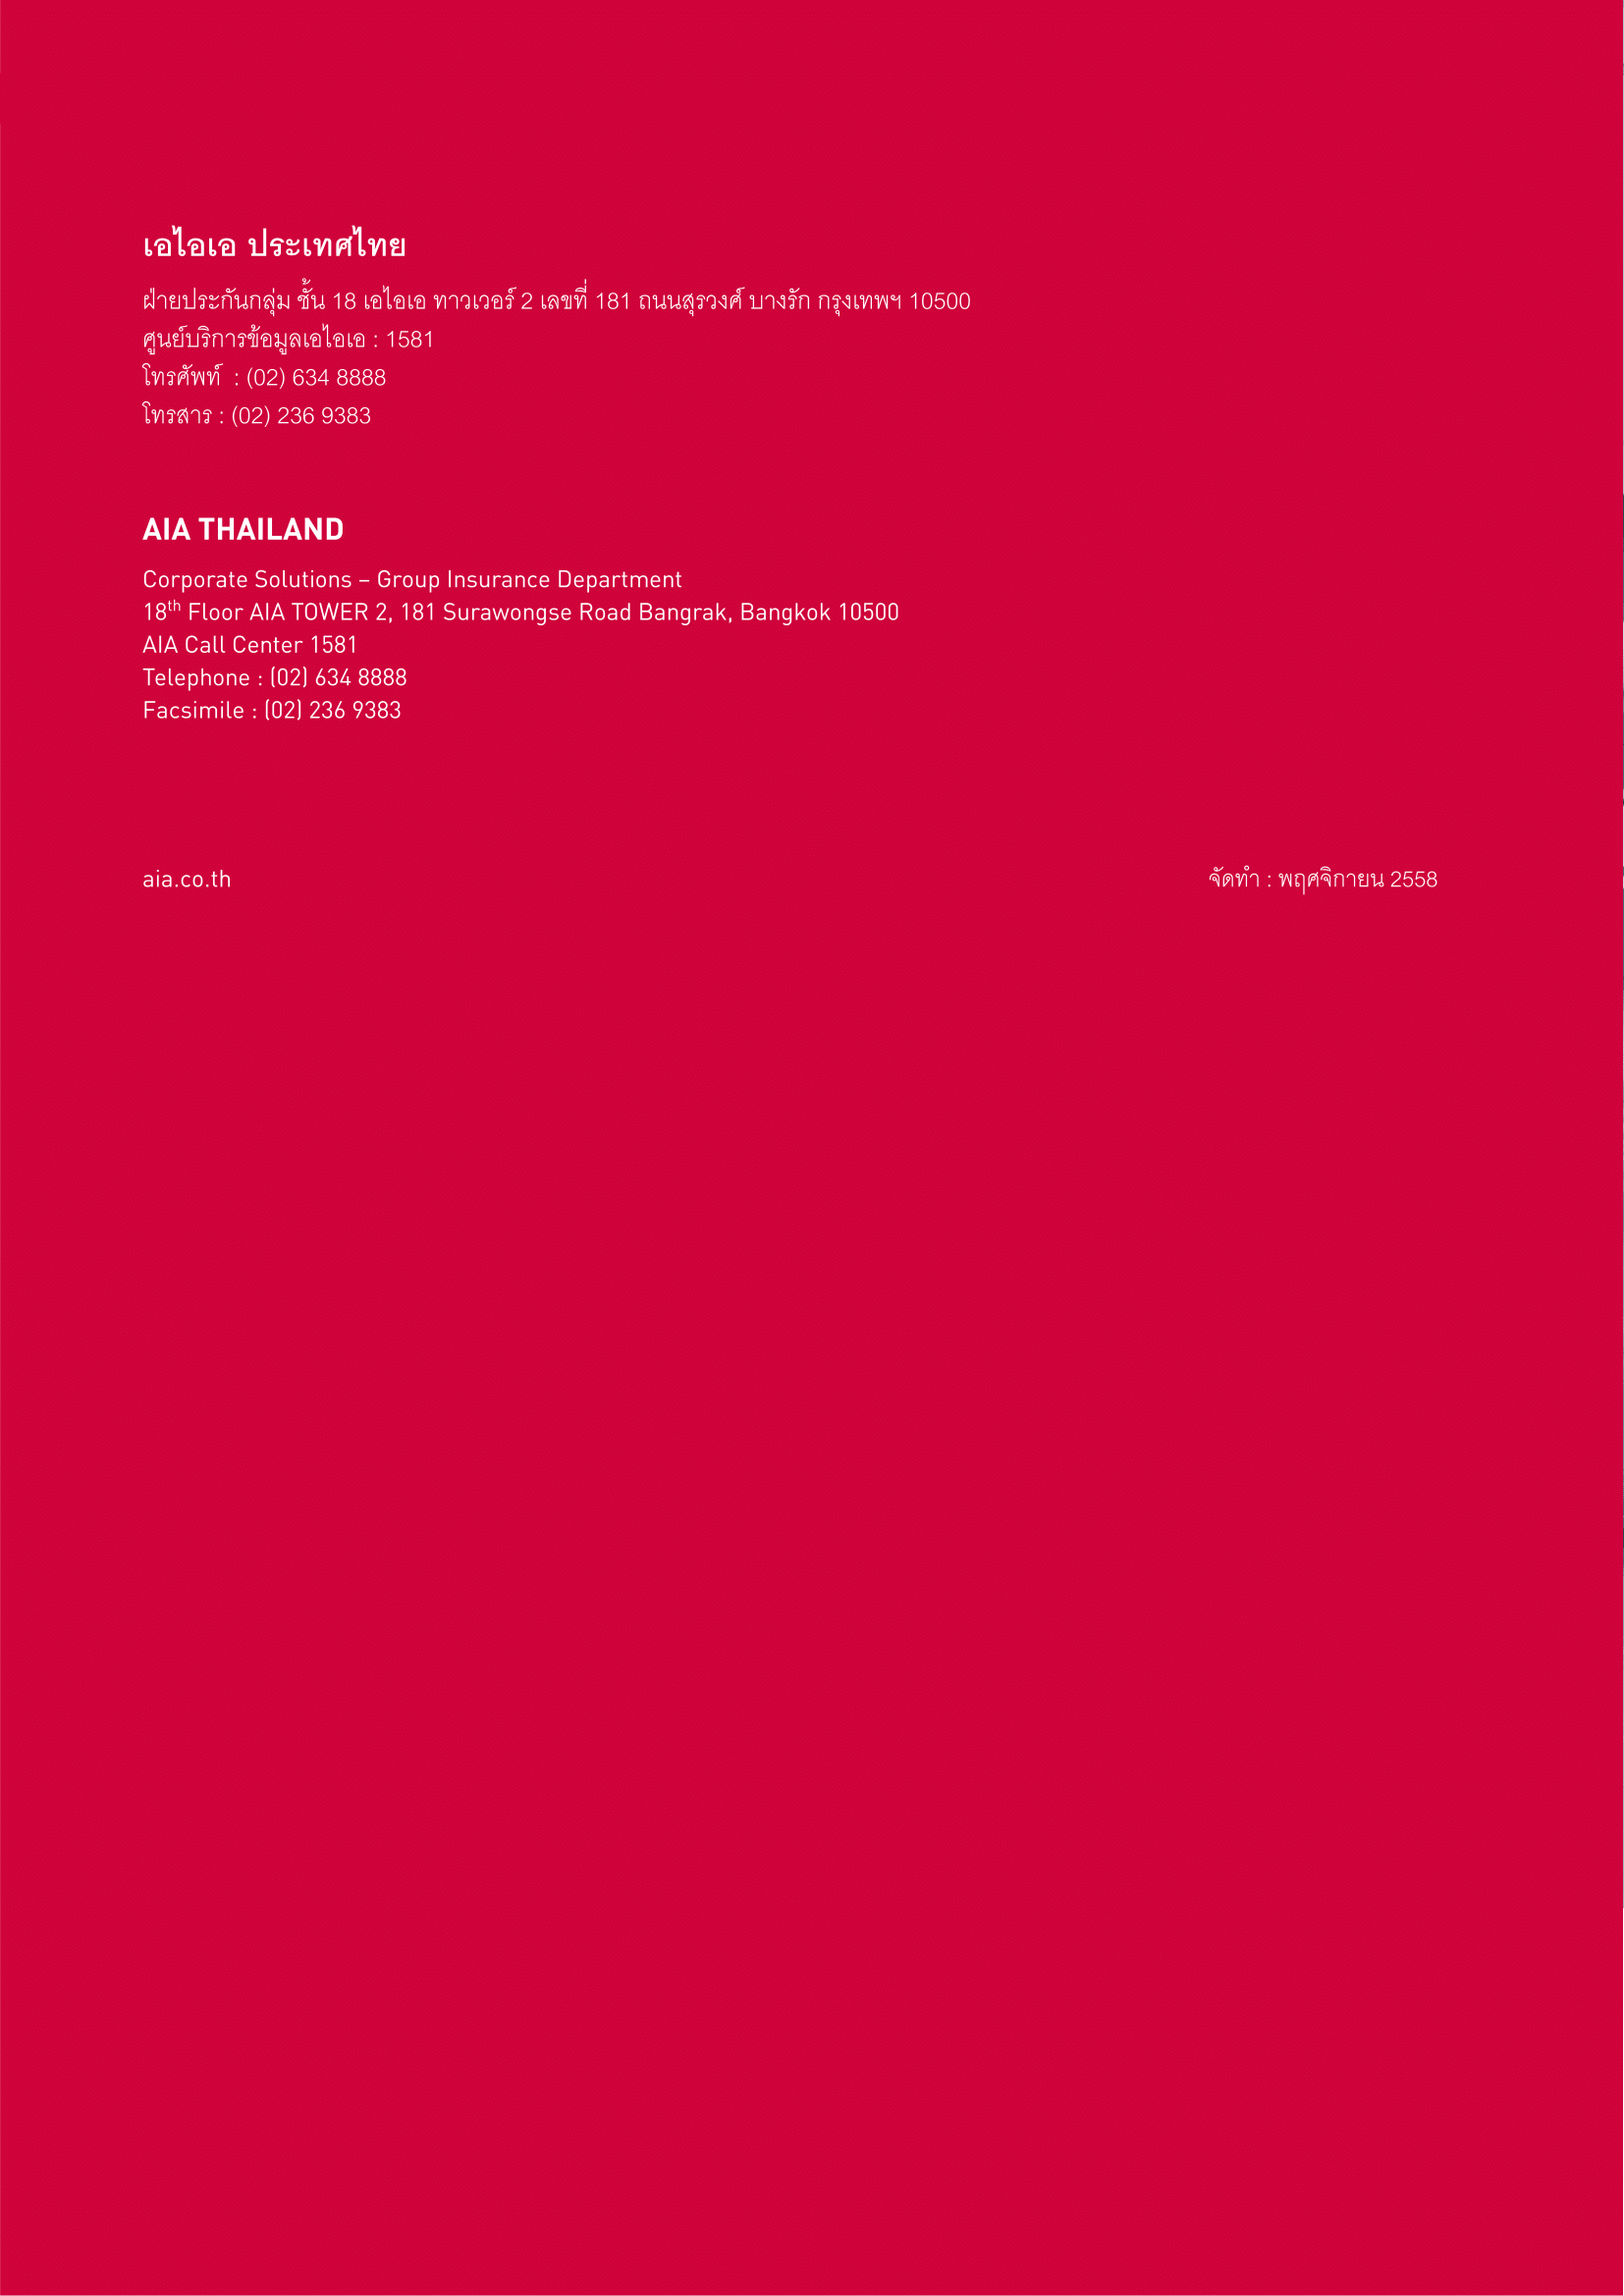 เอไอเอ ประเทศไทย
ฝ่ายประกันกลุ่ม ชั้น 18 เอไอเอ ทาวเวอร์ 2 เลขที่ 181 ถนนสุรวงศ์ บางรัก กรุงเทพฯ 10500
ศูนย์บริการข้อมูลเอไอเอ : 1581
โทรศัพท์ : (02) 634 8888
โทรสาร : (02) 236 9383
AIA THAILAND
Corporate Solutions – Group Insurance Department
18th Floor AIA TOWER 2, 181 Surawongse Road Bangrak, Bangkok 10500
AIA Call Center 1581
Telephone : (02) 634 8888
Facsimile : (02) 236 9383
aia.co.th
จัดทำ : พฤศจิกายน 2558